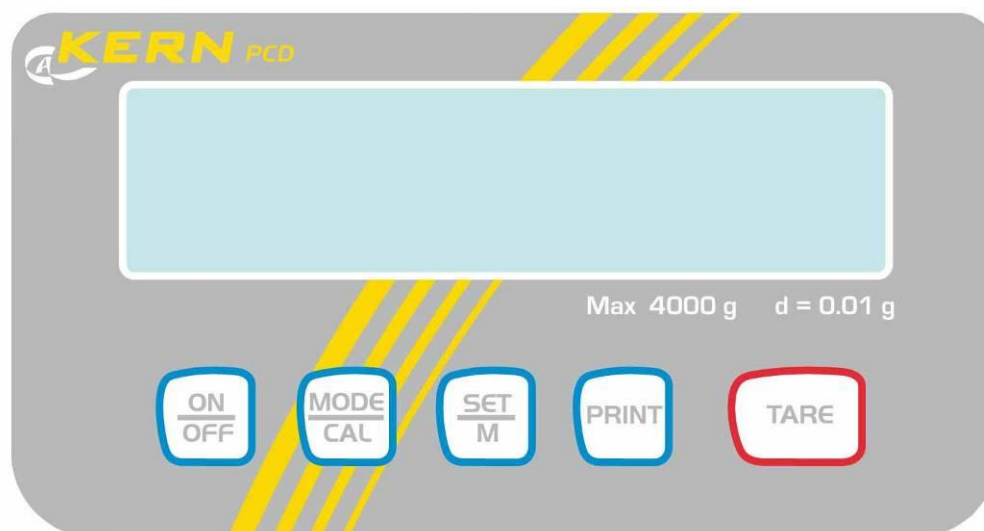 KERN PCD
Max 4000 g d = 0.01 g
ON
OFF
MODE
CAL
SET
M
PRINT
TARE